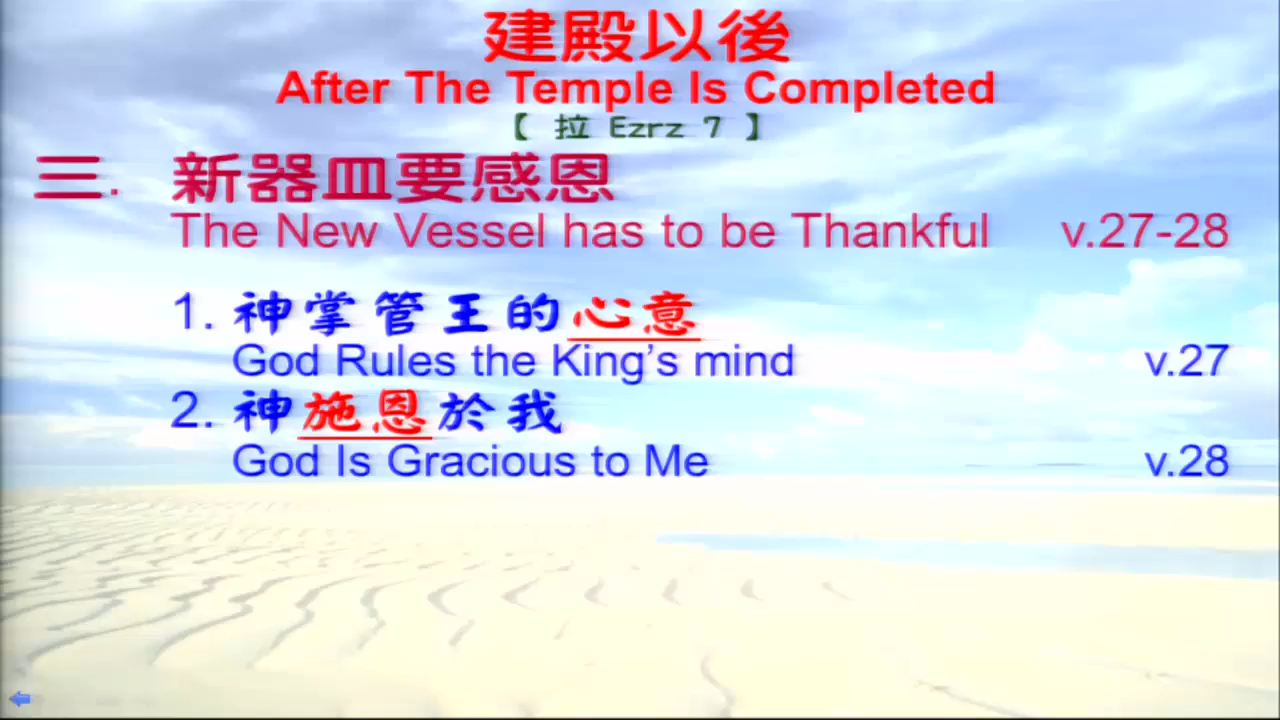 建殿以後
After The Temple Is Completed
【 拉 Ezrz 7 】
三. 新器皿要感恩
The New Vessel has to be Thankful v.27-28
1. 神掌管王的心意
God Rules the King’s mind v.27
2. 神施恩於我
God Is Gracious to Me v.28